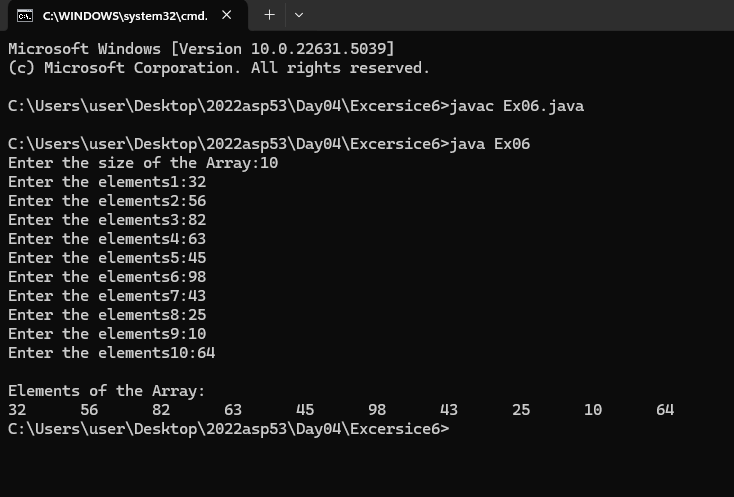 C:\WINDOWS\system32\cmd.
Microsoft Windows [Version 10.0.22631.5039]
(c) Microsoft Corporation. All rights reserved.
C:\Users\user\Desktop\2022asp53\Day04\Excersice6>javac Ex06.java
C:\Users\user\Desktop\2022asp53\Day04\Excersice6>java Ex06
Enter the size of the Array:10
Enter the elements1:32
Enter the elements2:56
Enter the elements3:82
Enter the elements4:63
Enter the elements5:45
Enter the elements6:98
Enter the elements7:43
Enter the elements8:25
Enter the elements9:10
Enter the elements10:64
Elements of the Array:
32 56 82 63 45 98 43 25 10 64
C:\Users\user\Desktop\2022asp53\Day04\Excersice6>